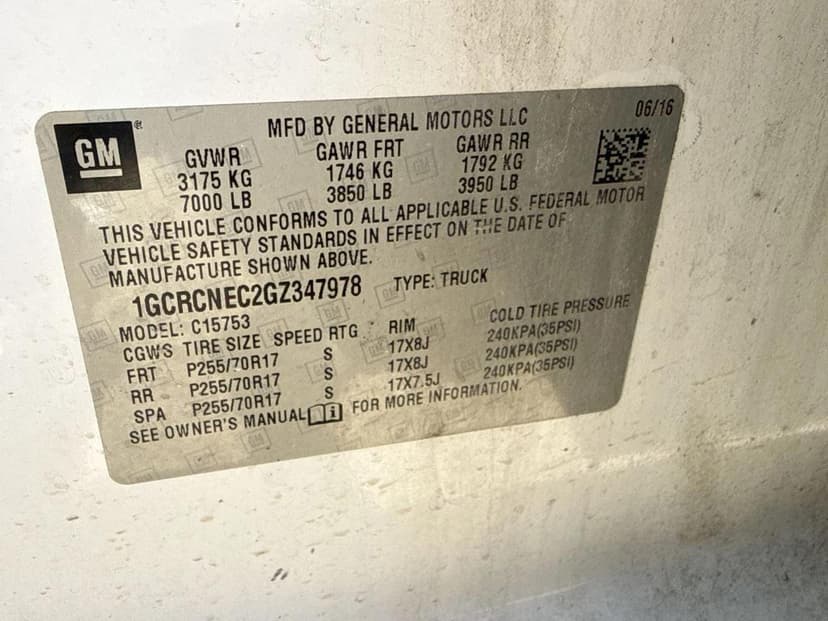 GM
MFD BY GENERAL MOTORS LLC 06/16
GVWR GAWR FRT GAWR RR
3175 KG 1746 KG 1792 KG
7000 LB 3850 LB 3950 LB
THIS VEHICLE CONFORMS TO ALL APPLICABLE U.S. FEDERAL MOTOR
VEHICLE SAFETY STANDARDS IN EFFECT ON THE DATE OF
MANUFACTURE SHOWN ABOVE.
1GCRCNEC2GZ347978 TYPE: TRUCK
MODEL: C15753
CGWS TIRE SIZE SPEED RTG RIM COLD TIRE PRESSURE
FRT P255/70R17 S 17X8J 240KPA(35PSI)
RR P255/70R17 S 17X8J 240KPA(35PSI)
SPA P255/70R17 S 17X7.5J 240KPA(35PSI)
SEE OWNER'S MANUAL FOR MORE INFORMATION.